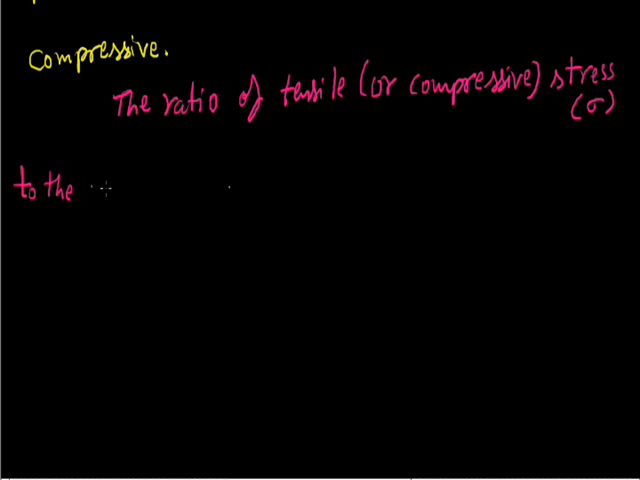 Compressive.
The ratio of tensile (or compressive) stress
(σ)
to the